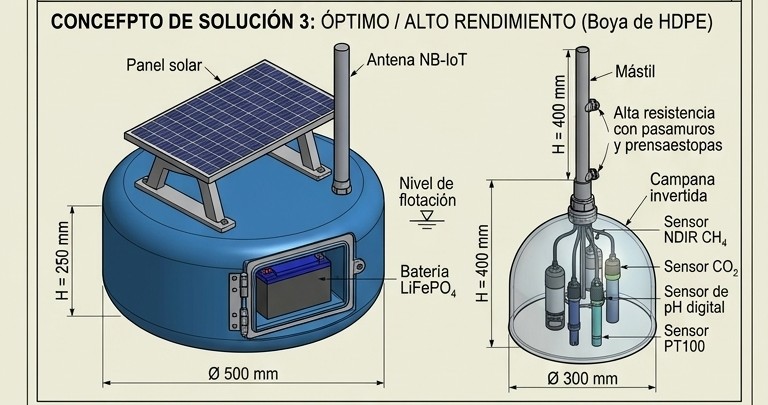 CONCEFPTO DE SOLUCIÓN 3: ÓPTIMO / ALTO RENDIMIENTO (Boya de HDPE)
Panel solar
Antena NB-IoT
Mástil
H = 400 mm
Alta resistencia
con pasamuros
y prensaestopas
Nivel de
flotación
Campana
invertida
H = 250 mm
H = 400 mm
Sensor
NDIR CH₄
Sensor CO₂
Batería
LiFePO₄
Sensor de
pH digital
Sensor
PT100
Ø 500 mm
Ø 300 mm